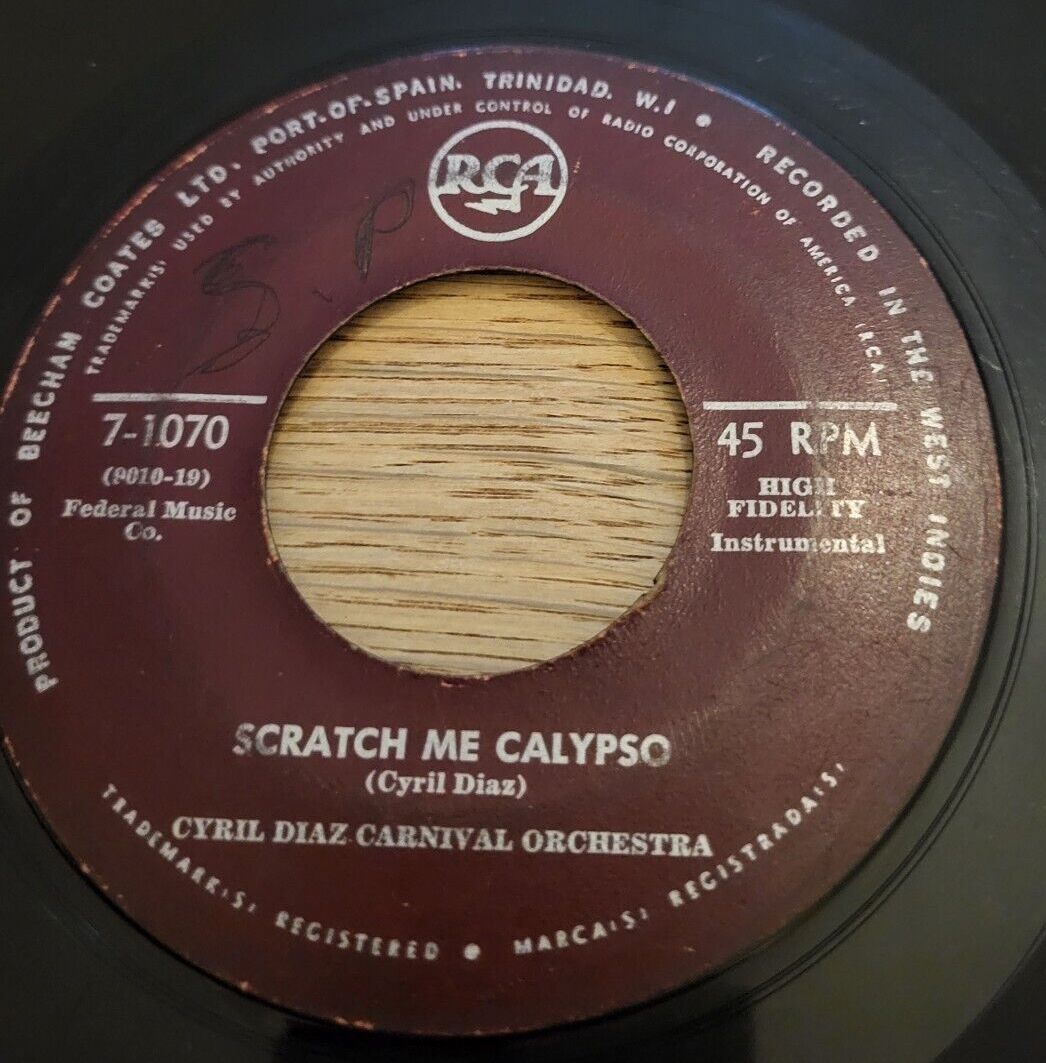 PRODUCT OF BEECHAM COATES LTD. PORT-OF-SPAIN, TRINIDAD. W.I • RECORDED IN THE WEST INDIES
TRADEMARK(S) USED BY AUTHORITY AND UNDER CONTROL OF RADIO CORPORATION OF AMERICA (RCA)
RCA
S.P
7-1070
(9010-19)
Federal Music
Co.
45 RPM
HIGH
FIDELITY
Instrumental
SCRATCH ME CALYPSO
(Cyril Diaz)
CYRIL DIAZ CARNIVAL ORCHESTRA
TRADEMARK(S) REGISTERED • MARCA(S) REGISTRADA(S)